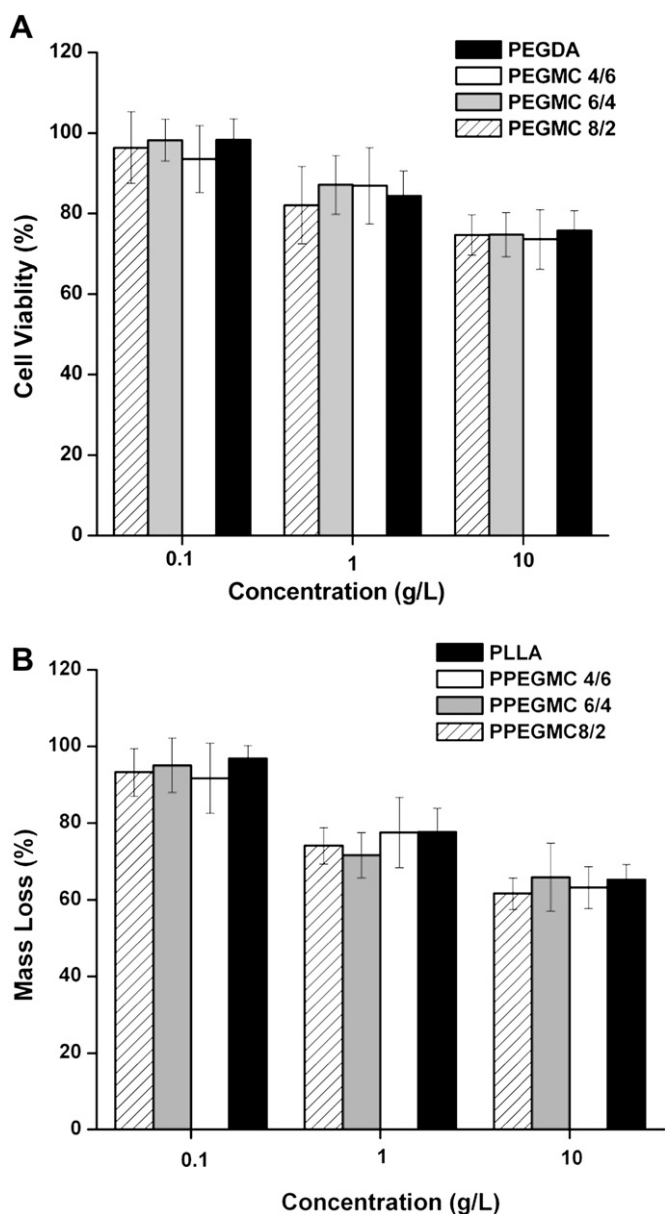 A
120
100
80
60
40
20
0
Cell Viablity (%)
PEGDA
PEGMC 4/6
PEGMC 6/4
PEGMC 8/2
0.1
1
10
Concentration (g/L)
B
120
100
80
60
40
20
0
Mass Loss (%)
PLLA
PPEGMC 4/6
PPEGMC 6/4
PPEGMC8/2
0.1
1
10
Concentration (g/L)